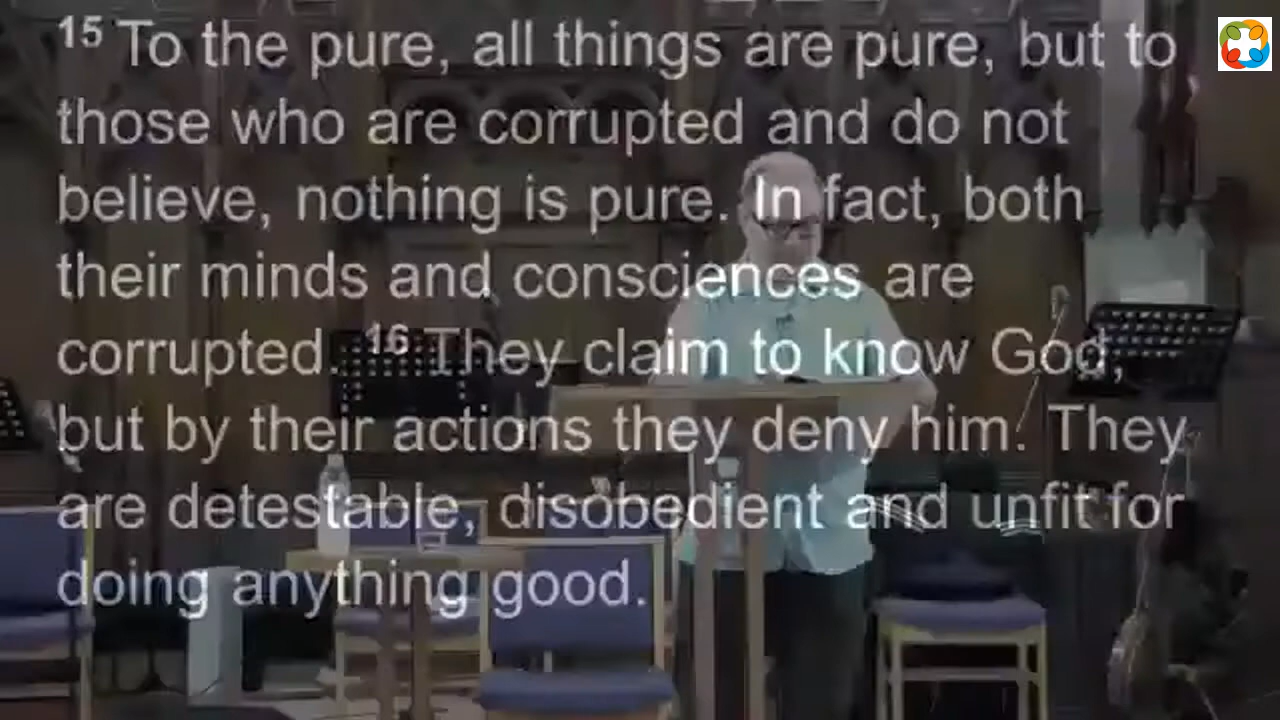 15 To the pure, all things are pure, but to
those who are corrupted and do not
believe, nothing is pure. In fact, both
their minds and consciences are
corrupted. 16 They claim to know God,
but by their actions they deny him. They
are detestable, disobedient and unfit for
doing anything good.